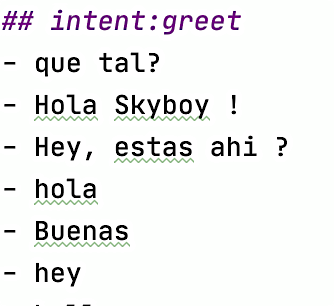 ## intent:greet
- que tal?
- Hola Skyboy !
- Hey, estas ahi ?
- hola
- Buenas
- hey